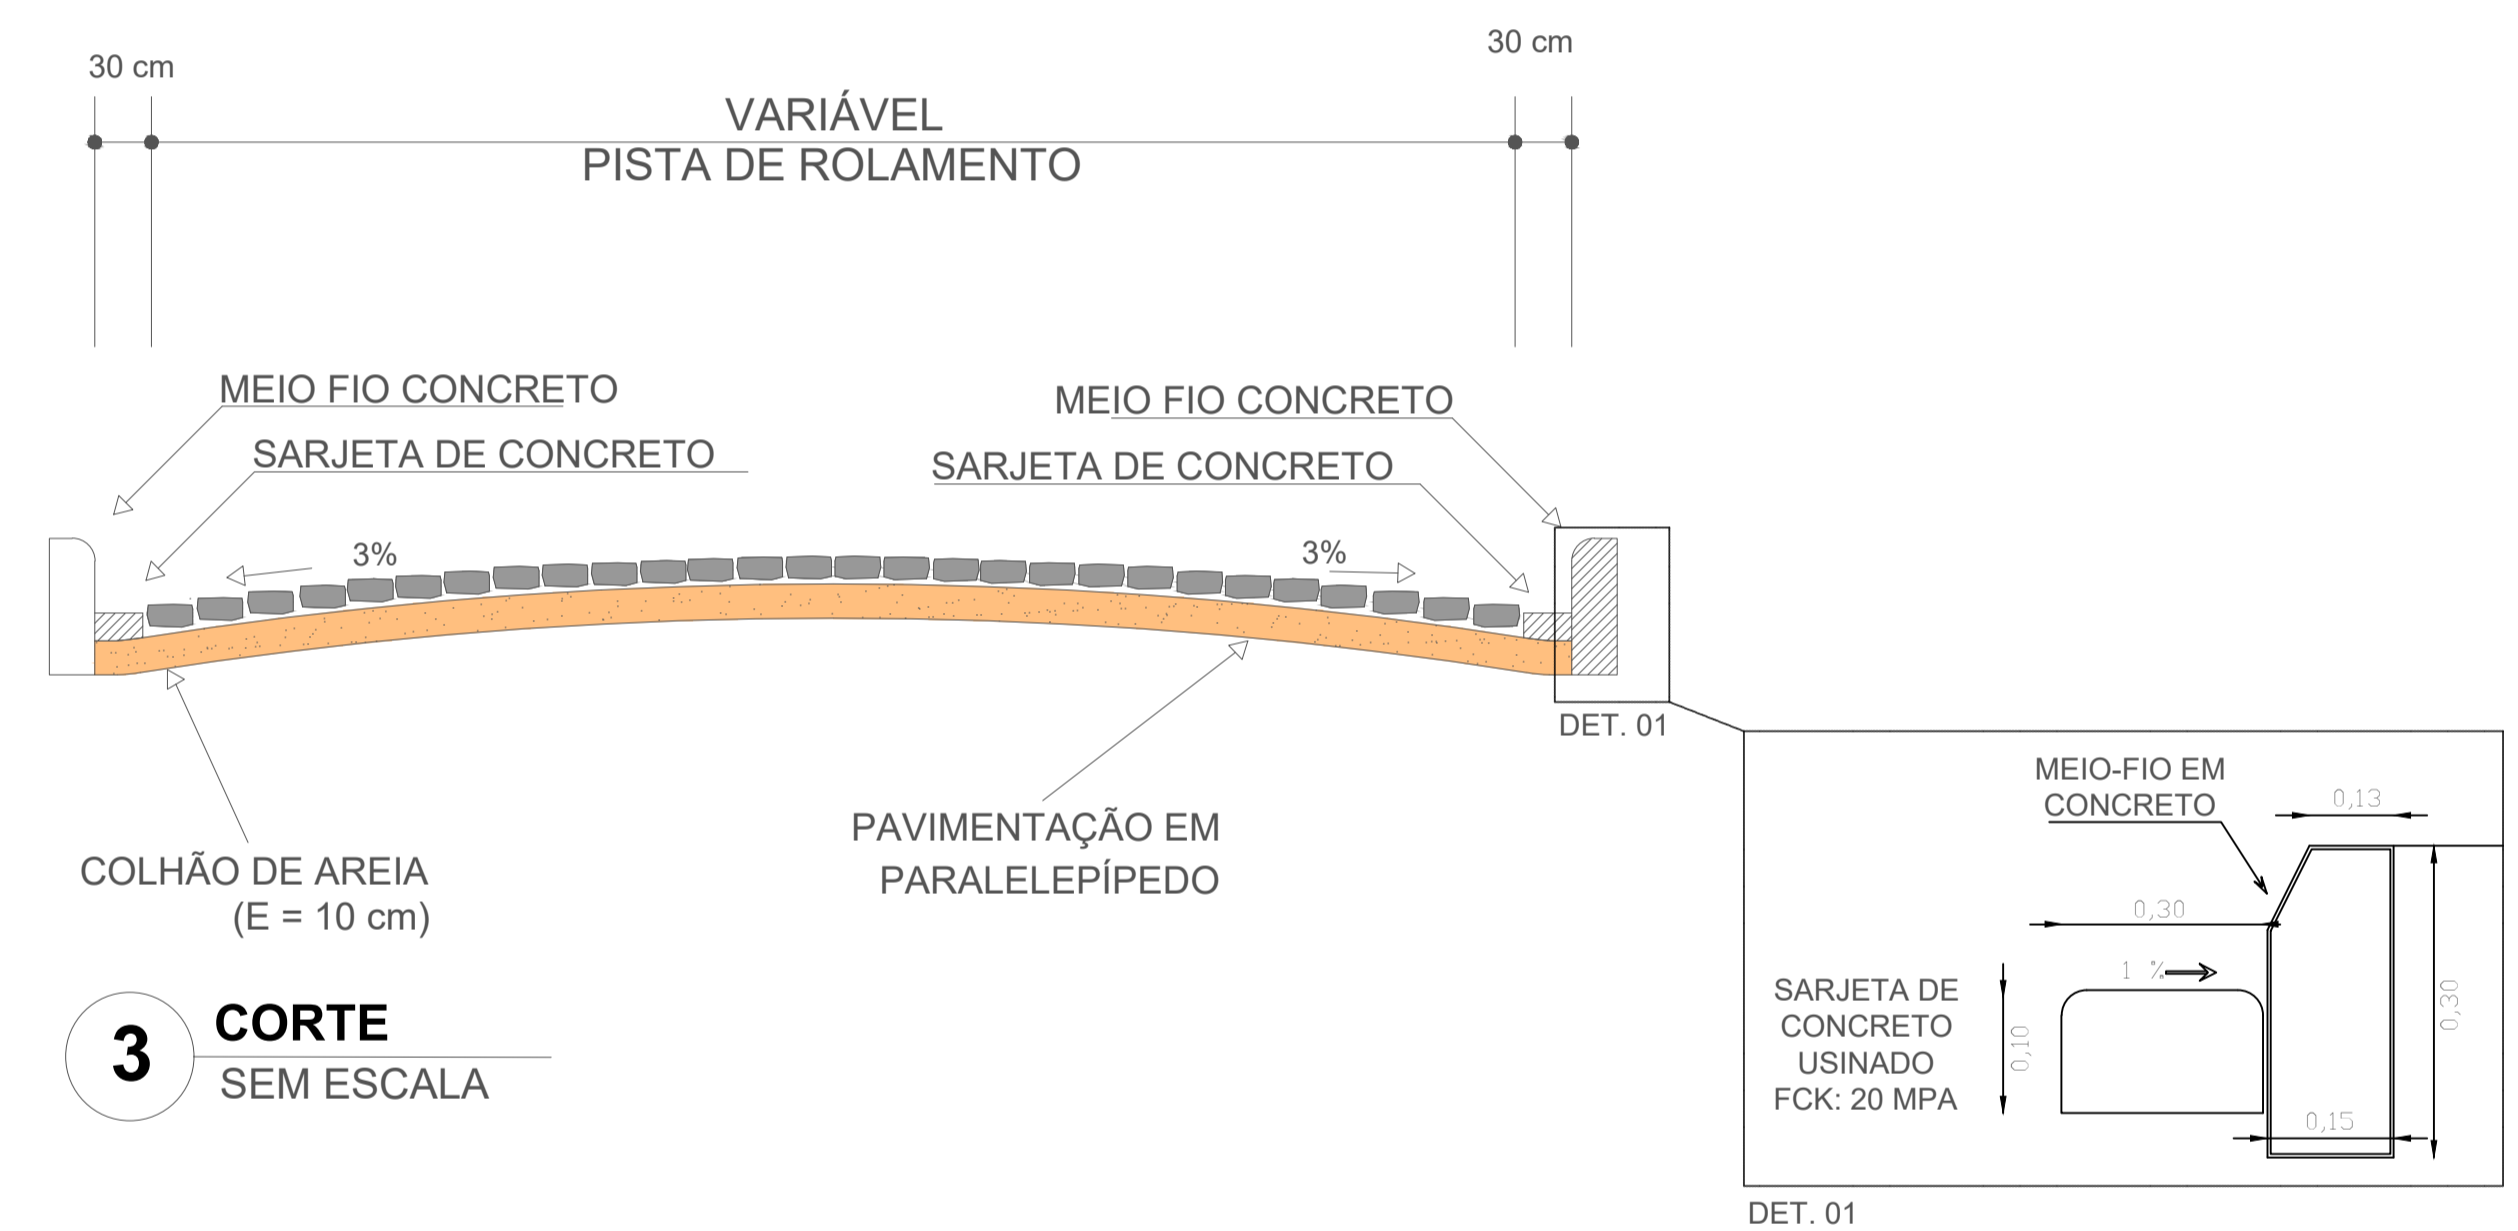 30 cm
30 cm
VARIÁVEL
PISTA DE ROLAMENTO
MEIO FIO CONCRETO
SARJETA DE CONCRETO
MEIO FIO CONCRETO
SARJETA DE CONCRETO
3%
3%
DET. 01
COLHÃO DE AREIA
(E = 10 cm)
PAVIMENTAÇÃO EM
PARALELEPÍPEDO
3
CORTE
SEM ESCALA
MEIO-FIO EM
CONCRETO
0,13
0,30
1 %
SARJETA DE
CONCRETO
USINADO
FCK: 20 MPA
0,10
0,30
0,15
DET. 01